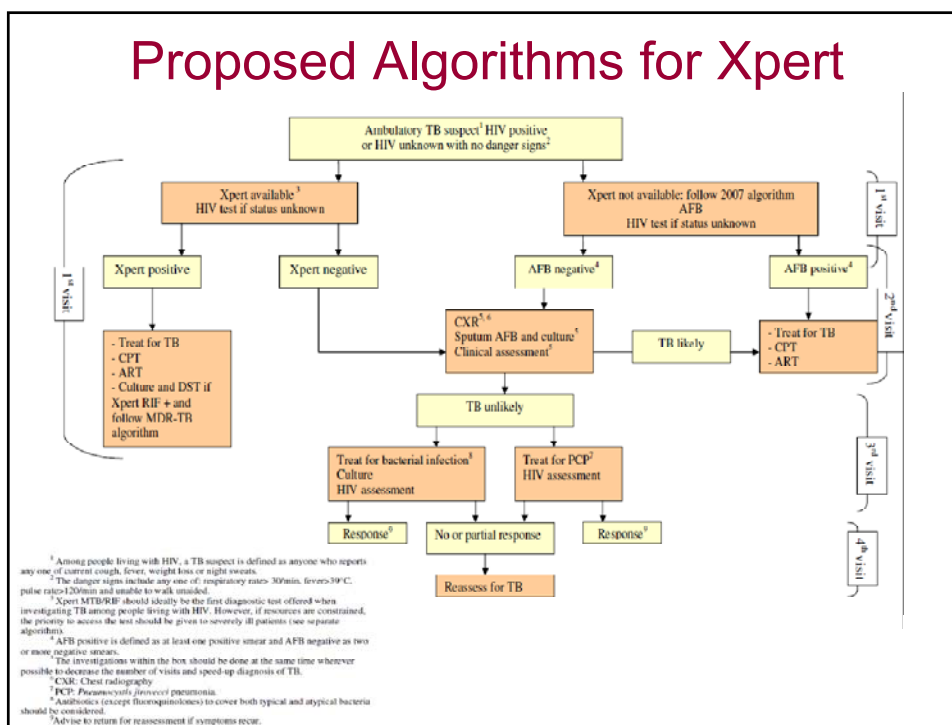 Proposed Algorithms for Xpert
Ambulatory TB suspect¹ HIV positive
or HIV unknown with no danger signs²
Xpert available ³
HIV test if status unknown
Xpert not available: follow 2007 algorithm
AFB
HIV test if status unknown
1st visit
Xpert positive
Xpert negative
AFB negative⁴
AFB positive⁴
1st visit
2nd visit
- Treat for TB
- CPT
- ART
- Culture and DST if
Xpert RIF + and
follow MDR-TB
algorithm
CXR⁵,⁶
Sputum AFB and culture⁵
Clinical assessment⁵
TB likely
- Treat for TB
- CPT
- ART
TB unlikely
Treat for bacterial infection⁸
Culture
HIV assessment
Treat for PCP⁷
HIV assessment
3rd visit
Response⁹
No or partial response
Response⁹
4th visit
Reassess for TB
¹ Among people living with HIV, a TB suspect is defined as anyone who reports
any one of current cough, fever, weight loss or night sweats.
² The danger signs include any one of: respiratory rate> 30/min, fever>39°C,
pulse rate>120/min and unable to walk unaided.
³ Xpert MTB/RIF should ideally be the first diagnostic test offered when
investigating TB among people living with HIV. However, if resources are constrained,
the priority to access the test should be given to severely ill patients (see separate
algorithm).
⁴ AFB positive is defined as at least one positive smear and AFB negative as two
or more negative smears.
⁵ The investigations within the box should be done at the same time wherever
possible to decrease the number of visits and speed-up diagnosis of TB.
⁶ CXR: Chest radiography
⁷ PCP: Pneumocystis jirovecci pneumonia.
⁸ Antibiotics (except fluoroquinolones) to cover both typical and atypical bacteria
should be considered.
⁹ Advise to return for reassessment if symptoms recur.